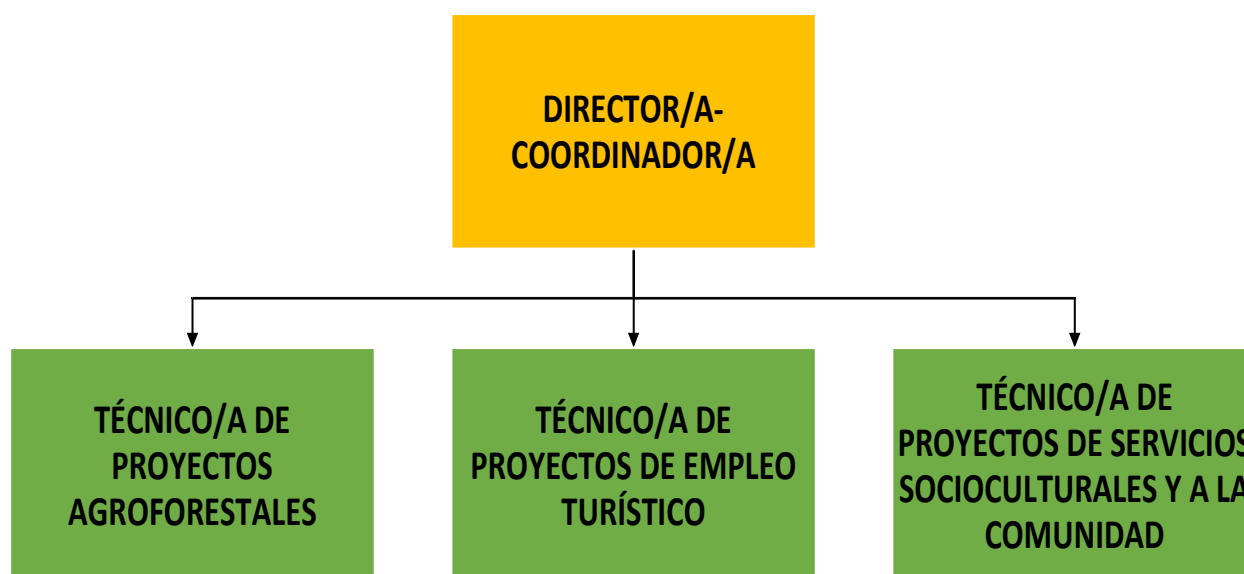 DIRECTOR/A-
COORDINADOR/A
TÉCNICO/A DE
PROYECTOS
AGROFORESTALES
TÉCNICO/A DE
PROYECTOS DE EMPLEO
TURÍSTICO
TÉCNICO/A DE
PROYECTOS DE SERVICIOS
SOCIOCULTURALES Y A LA
COMUNIDAD